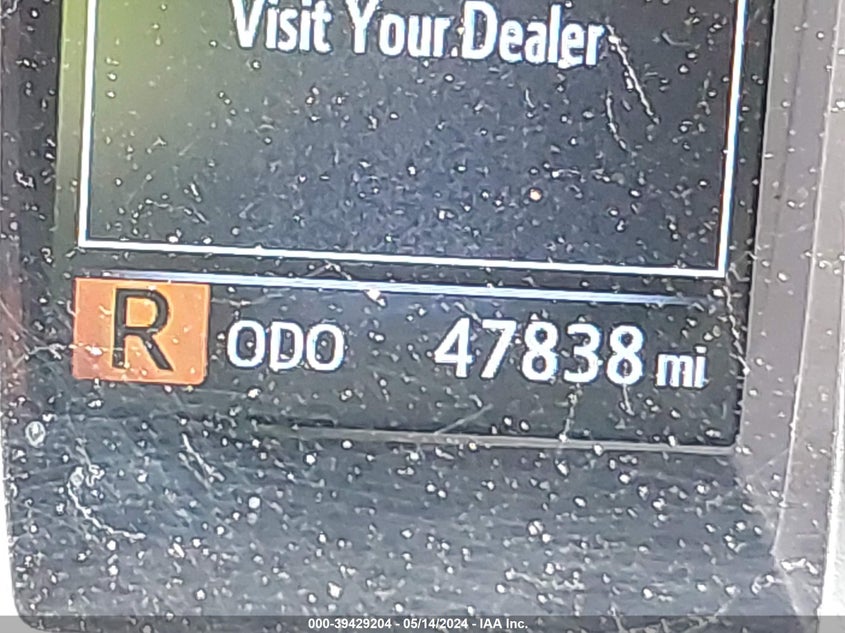 Visit Your Dealer
R ODO 47838 mi
000-39429204 - 05/14/2024 - IAA Inc.